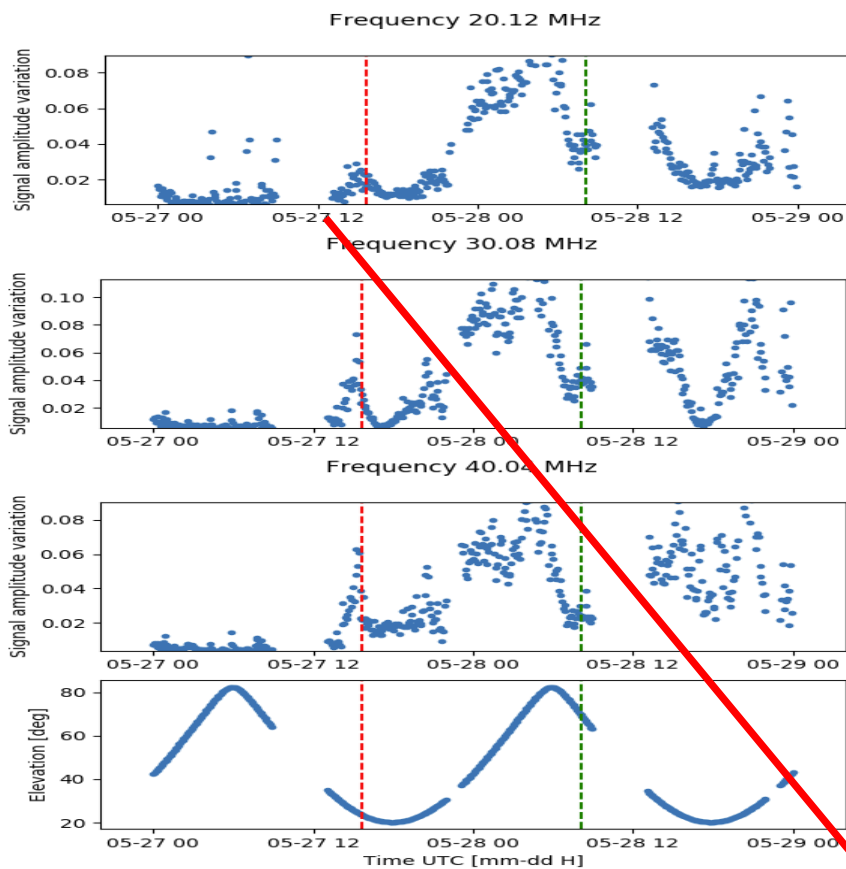 Frequency 20.12 MHz
Signal amplitude variation
0.08
0.06
0.04
0.02
05-27 00 05-27 12 05-28 00 05-28 12 05-29 00
Frequency 30.08 MHz
Signal amplitude variation
0.10
0.08
0.06
0.04
0.02
05-27 00 05-27 12 05-28 00 05-28 12 05-29 00
Frequency 40.04 MHz
Signal amplitude variation
0.08
0.06
0.04
0.02
05-27 00 05-27 12 05-28 00 05-28 12 05-29 00
Elevation [deg]
80
60
40
20
05-27 00 05-27 12 05-28 00 05-28 12 05-29 00
Time UTC [mm-dd H]